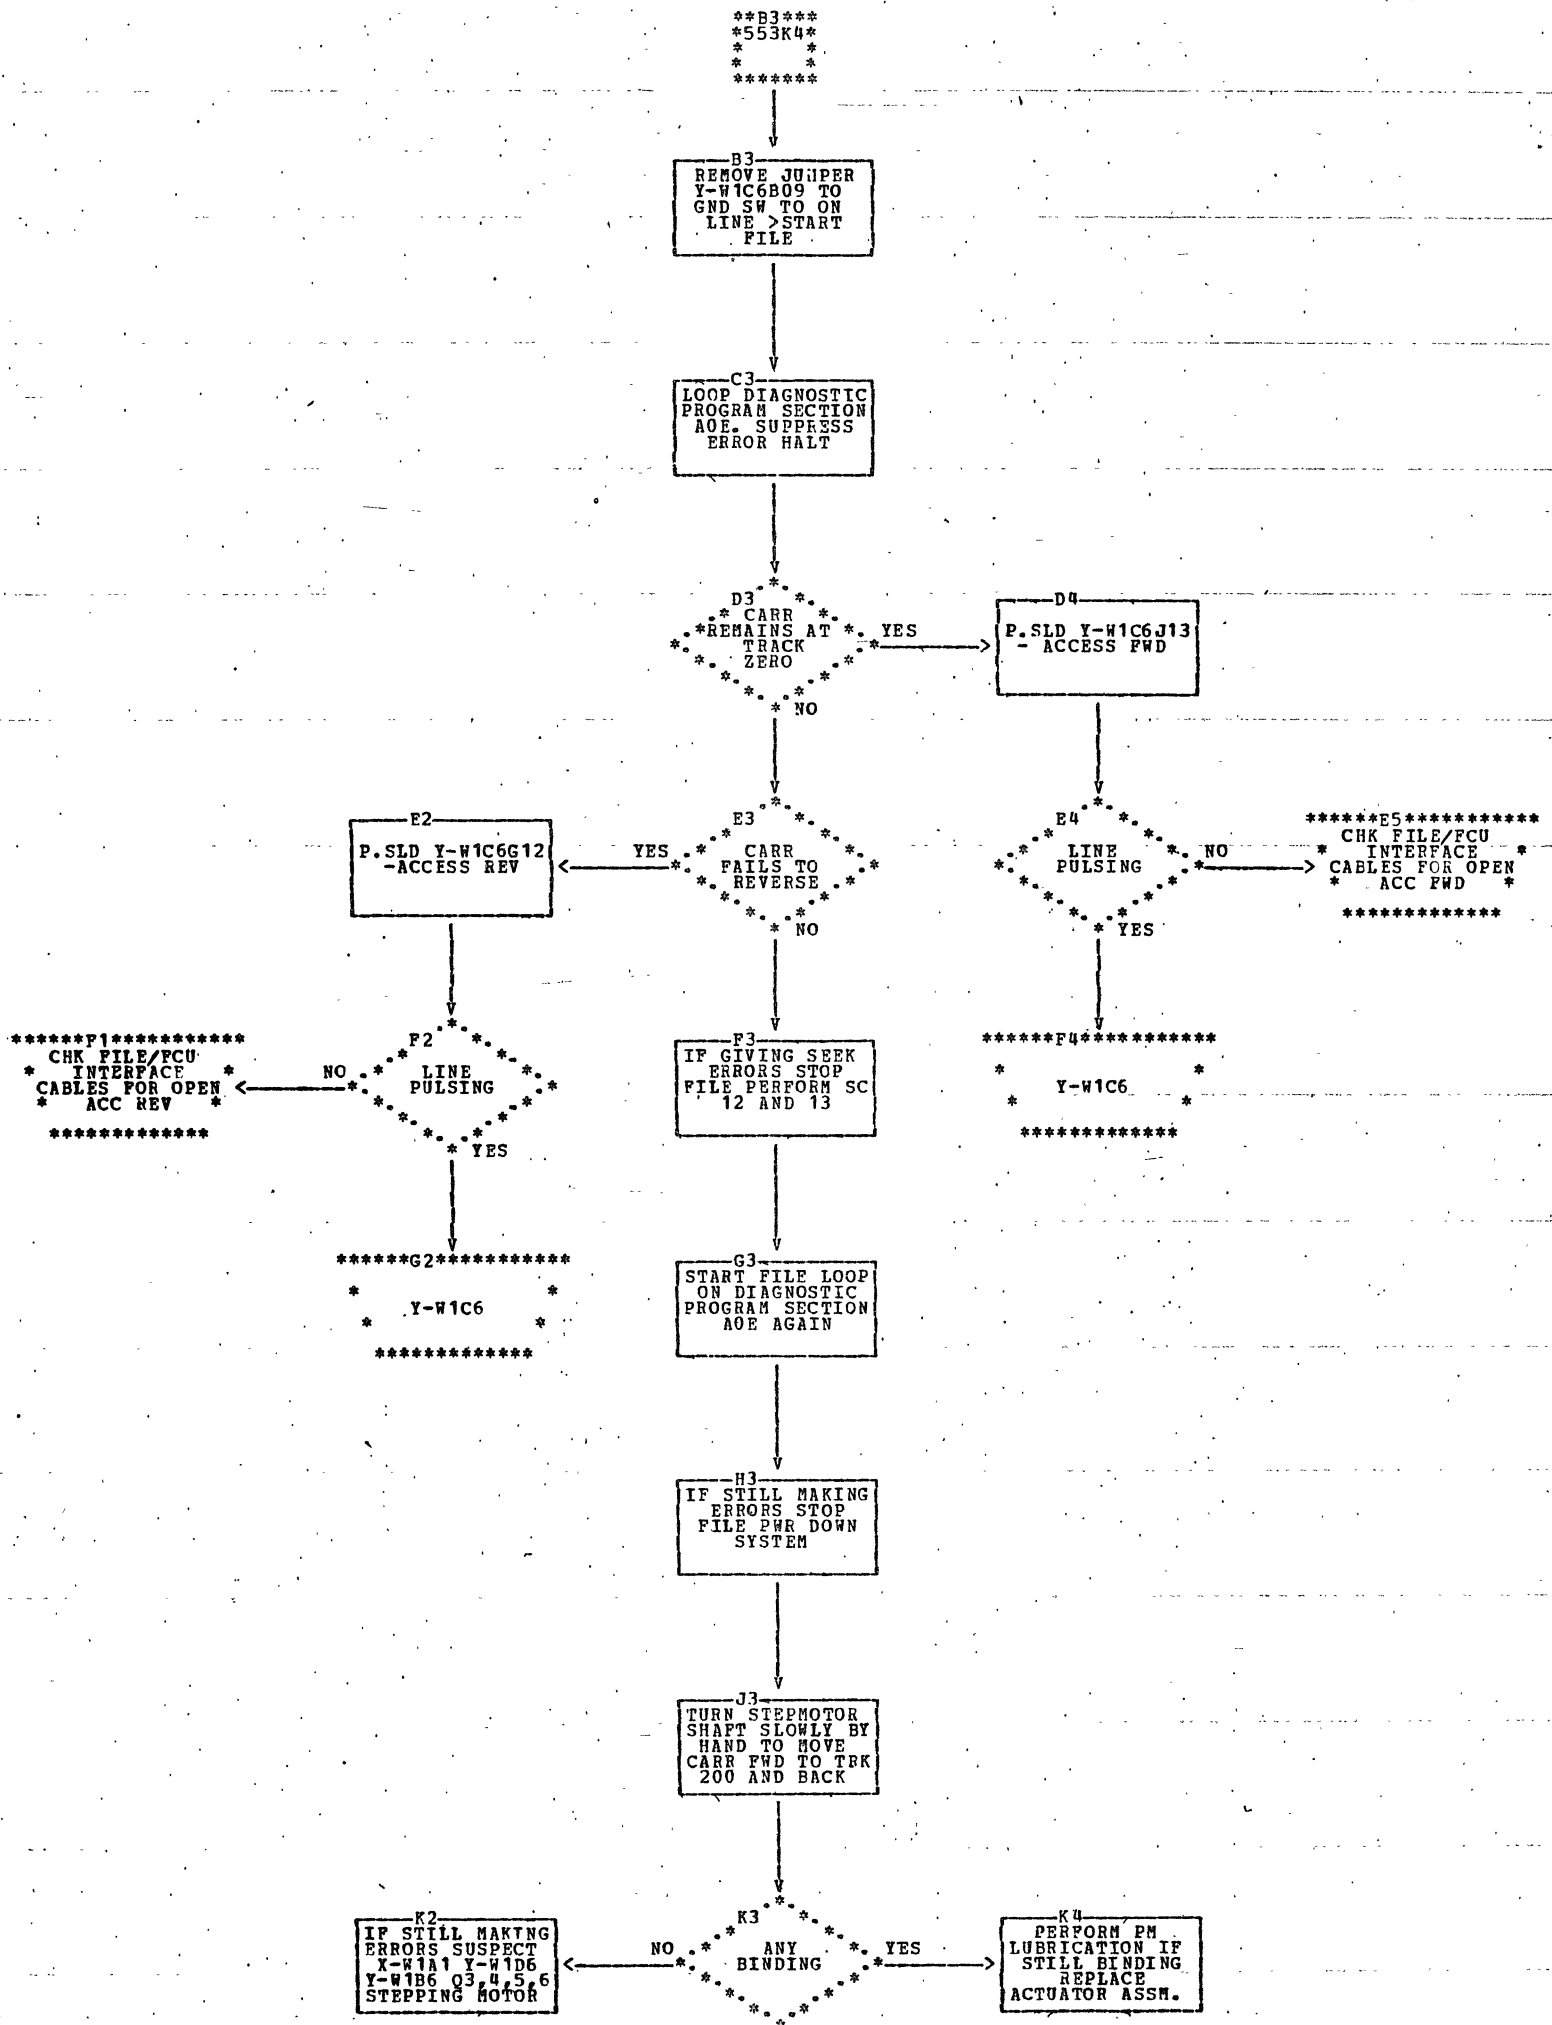 **B3***
*553K4*
* *
* *
*******
B3
REMOVE JUMPER
Y-W1C6B09 TO
GND SW TO ON
LINE >START
FILE
C3
LOOP DIAGNOSTIC
PROGRAM SECTION
A0E. SUPPRESS
ERROR HALT
D3
CARR
REMAINS AT
TRACK
ZERO
YES
NO
D4
P.SLD Y-W1C6J13
- ACCESS FWD
E2
P.SLD Y-W1C6G12
-ACCESS REV
E3
CARR
FAILS TO
REVERSE
YES
NO
E4
LINE
PULSING
NO
YES
******E5***********
CHK FILE/FCU
* INTERFACE *
CABLES FOR OPEN
* ACC FWD *
*************
******F1***********
CHK FILE/FCU
* INTERFACE *
CABLES FOR OPEN
* ACC REV *
*************
F2
LINE
PULSING
NO
YES
F3
IF GIVING SEEK
ERRORS STOP
FILE PERFORM SC
12 AND 13
******F4***********
* *
Y-W1C6
* *
*************
******G2***********
* *
Y-W1C6
* *
*************
G3
START FILE LOOP
ON DIAGNOSTIC
PROGRAM SECTION
A0E AGAIN
H3
IF STILL MAKING
ERRORS STOP
FILE PWR DOWN
SYSTEM
J3
TURN STEPMOTOR
SHAFT SLOWLY BY
HAND TO MOVE
CARR FWD TO TRK
200 AND BACK
K2
IF STILL MAKING
ERRORS SUSPECT
X-W1A1 Y-W1D6
Y-W1B6 Q3,4,5,6
STEPPING MOTOR
K3
ANY
BINDING
NO
YES
K4
PERFORM PM
LUBRICATION IF
STILL BINDING
REPLACE
ACTUATOR ASSM.